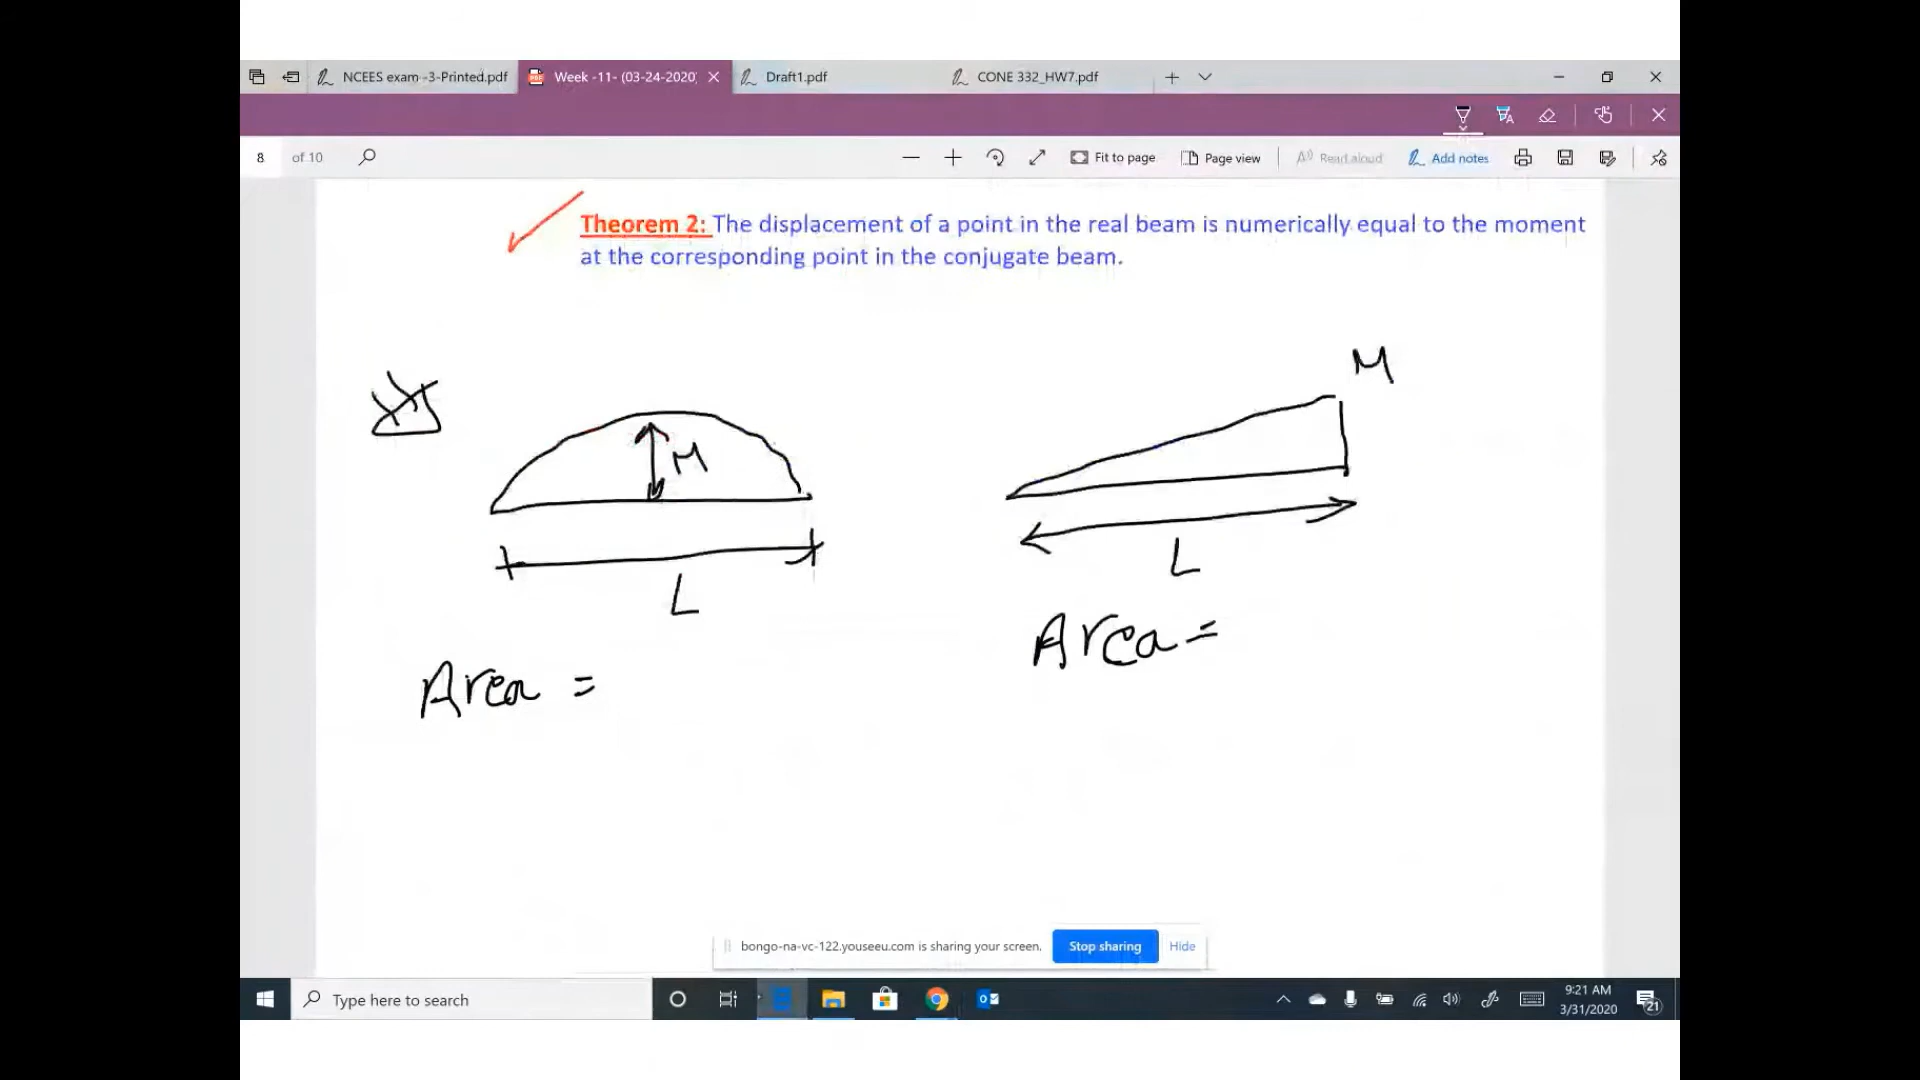 NCEES exam -3-Printed.pdf
Week -11- (03-24-2020)
Draft1.pdf
CONE 332_HW7.pdf
8 of 10
Fit to page
Page view
Read aloud
Add notes
Theorem 2: The displacement of a point in the real beam is numerically equal to the moment
at the corresponding point in the conjugate beam.
M
L
Area =
M
L
Area =
bongo-na-vc-122.youseeu.com is sharing your screen.
Stop sharing
Hide
Type here to search
9:21 AM
3/31/2020
21